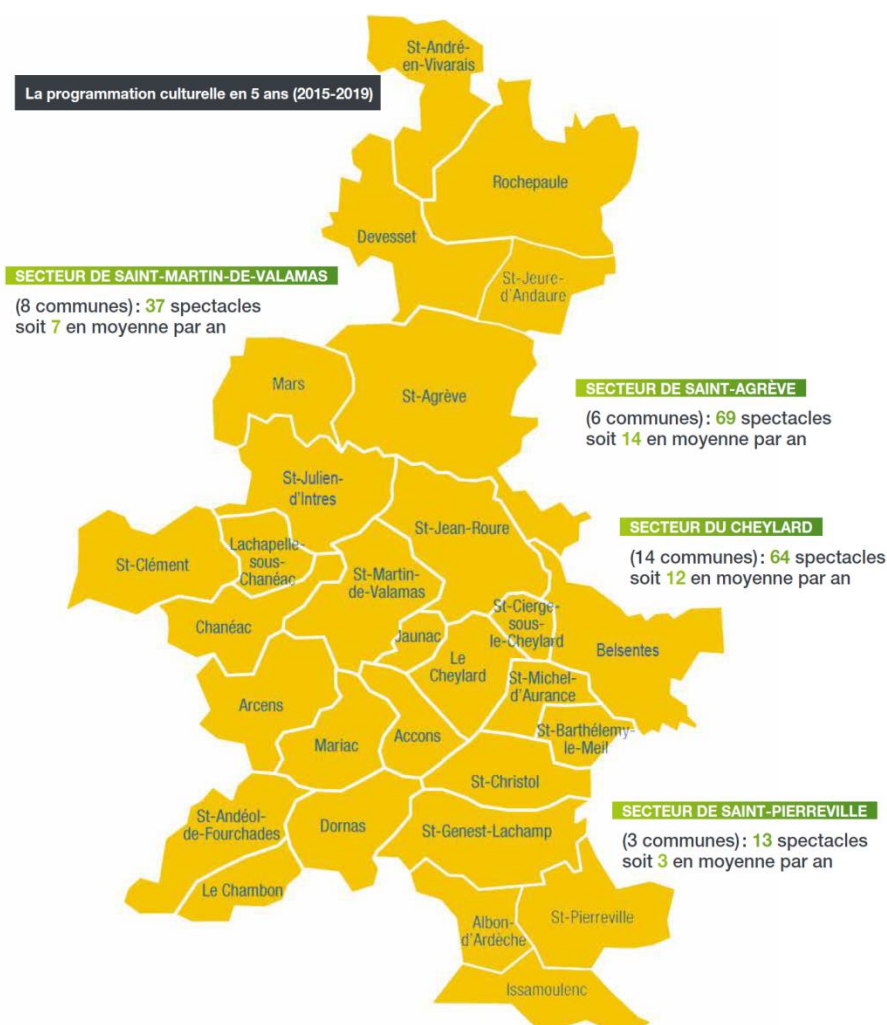 St-André-
en-Vivarais
La programmation culturelle en 5 ans (2015-2019)
Rochepaule
Devesset
St-Jeure-
d'Andaure
SECTEUR DE SAINT-MARTIN-DE-VALAMAS
(8 communes) : 37 spectacles
soit 7 en moyenne par an
Mars
St-Agrève
SECTEUR DE SAINT-AGRÈVE
(6 communes) : 69 spectacles
soit 14 en moyenne par an
St-Julien-
d'Intres
St-Jean-Roure
SECTEUR DU CHEYLARD
(14 communes) : 64 spectacles
soit 12 en moyenne par an
St-Clément
Lachapelle-
sous-
Chanéac
St-Martin-
de-Valamas
St-Cierge-
sous-
le-Cheylard
Chanéac
Jaunac
Le
Cheylard
Belsentes
St-Michel-
d'Aurance
Arcens
Mariac
Accons
St-Barthélemy-
le-Meil
St-Christol
St-Andéol-
de-Fourchades
Dornas
St-Genest-Lachamp
SECTEUR DE SAINT-PIERREVILLE
(3 communes) : 13 spectacles
soit 3 en moyenne par an
Le Chambon
Albon-
d'Ardèche
St-Pierreville
Issamoulenc